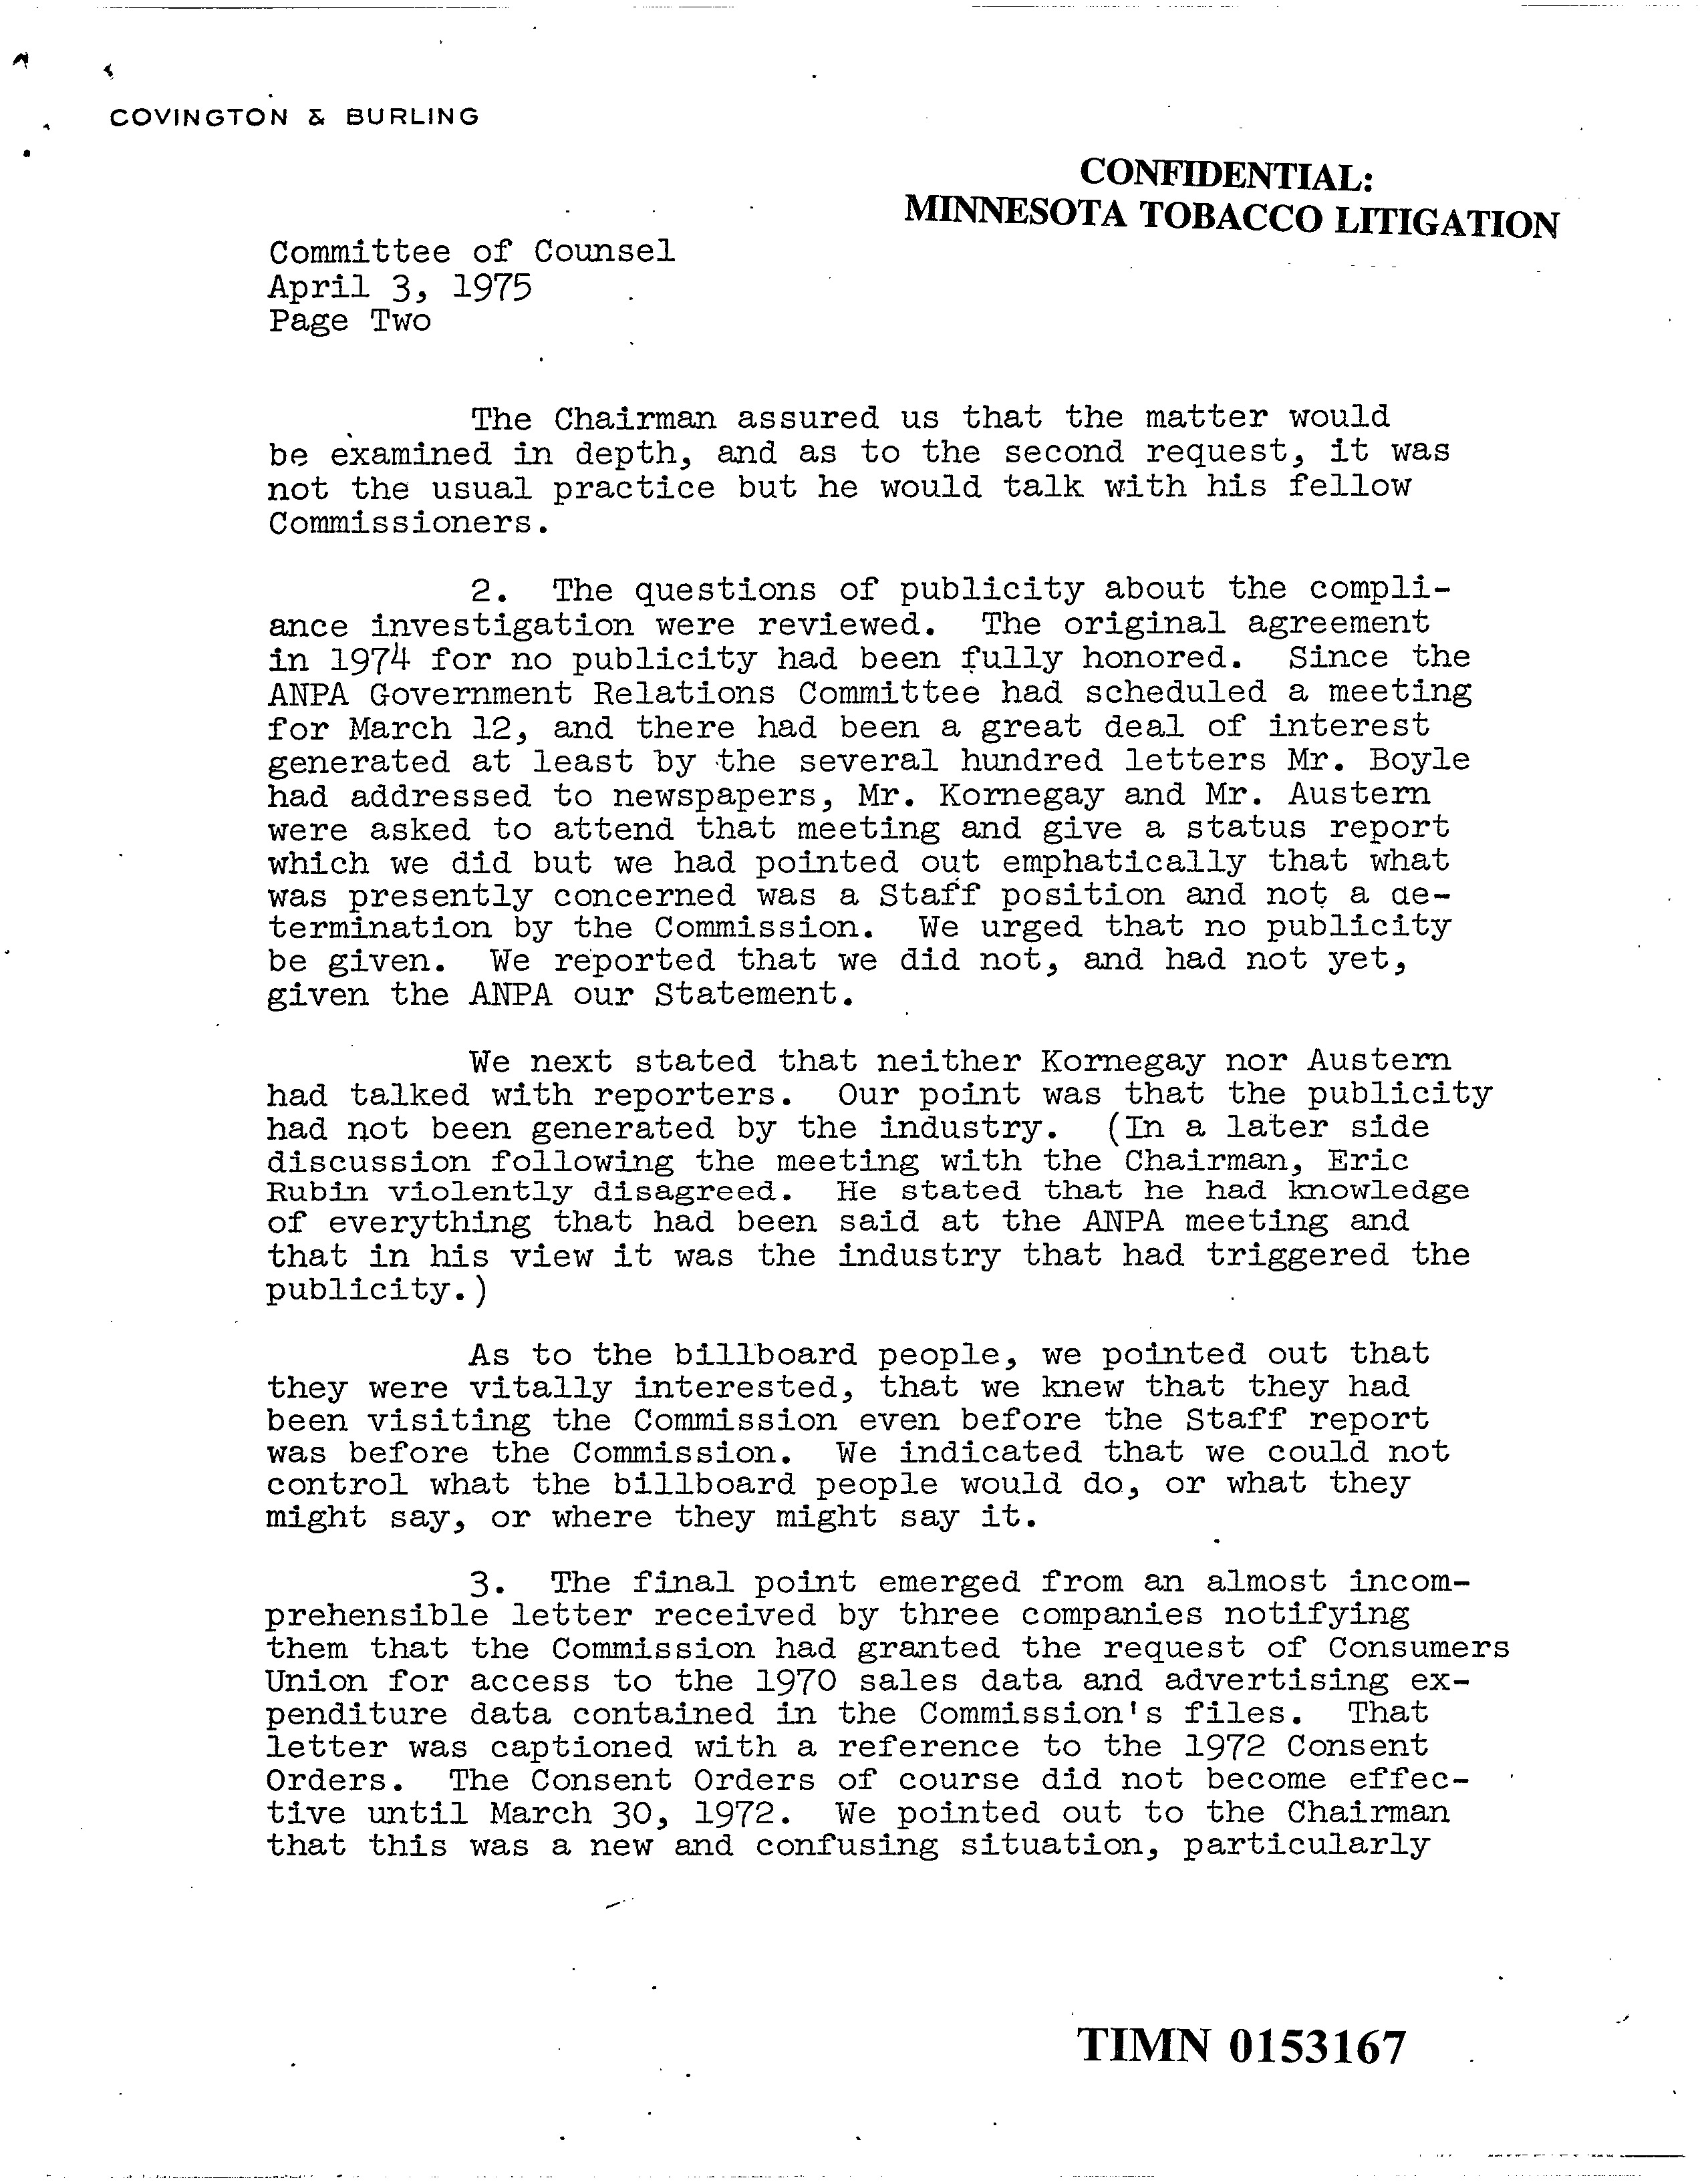 COVINGTON & BURLING
CONFIDENTIAL:
MINNESOTA TOBACCO LITIGATION
Committee of Counsel
April 3, 1975
Page Two
The Chairman assured us that the matter would
be examined in depth, and as to the second request, it was
not the usual practice but he would talk with his fellow
Commissioners.
2. The questions of publicity about the compli-
ance investigation were reviewed. The original agreement
in 1974 for no publicity had been fully honored. Since the
ANPA Government Relations Committee had scheduled a meeting
for March 12, and there had been a great deal of interest
generated at least by the several hundred letters Mr. Boyle
had addressed to newspapers, Mr. Kornegay and Mr. Austern
were asked to attend that meeting and give a status report
which we did but we had pointed out emphatically that what
was presently concerned was a Staff position and not a de-
termination by the Commission. We urged that no publicity
be given. We reported that we did not, and had not yet,
given the ANPA our Statement.
We next stated that neither Kornegay nor Austern
had talked with reporters. Our point was that the publicity
had not been generated by the industry. (In a later side
discussion following the meeting with the Chairman, Eric
Rubin violently disagreed. He stated that he had knowledge
of everything that had been said at the ANPA meeting and
that in his view it was the industry that had triggered the
publicity.)
As to the billboard people, we pointed out that
they were vitally interested, that we knew that they had
been visiting the Commission even before the Staff report
was before the Commission. We indicated that we could not
control what the billboard people would do, or what they
might say, or where they might say it.
3. The final point emerged from an almost incom-
prehensible letter received by three companies notifying
them that the Commission had granted the request of Consumers
Union for access to the 1970 sales data and advertising ex-
penditure data contained in the Commission's files. That
letter was captioned with a reference to the 1972 Consent
Orders. The Consent Orders of course did not become effec-
tive until March 30, 1972. We pointed out to the Chairman
that this was a new and confusing situation, particularly
TIMN 0153167